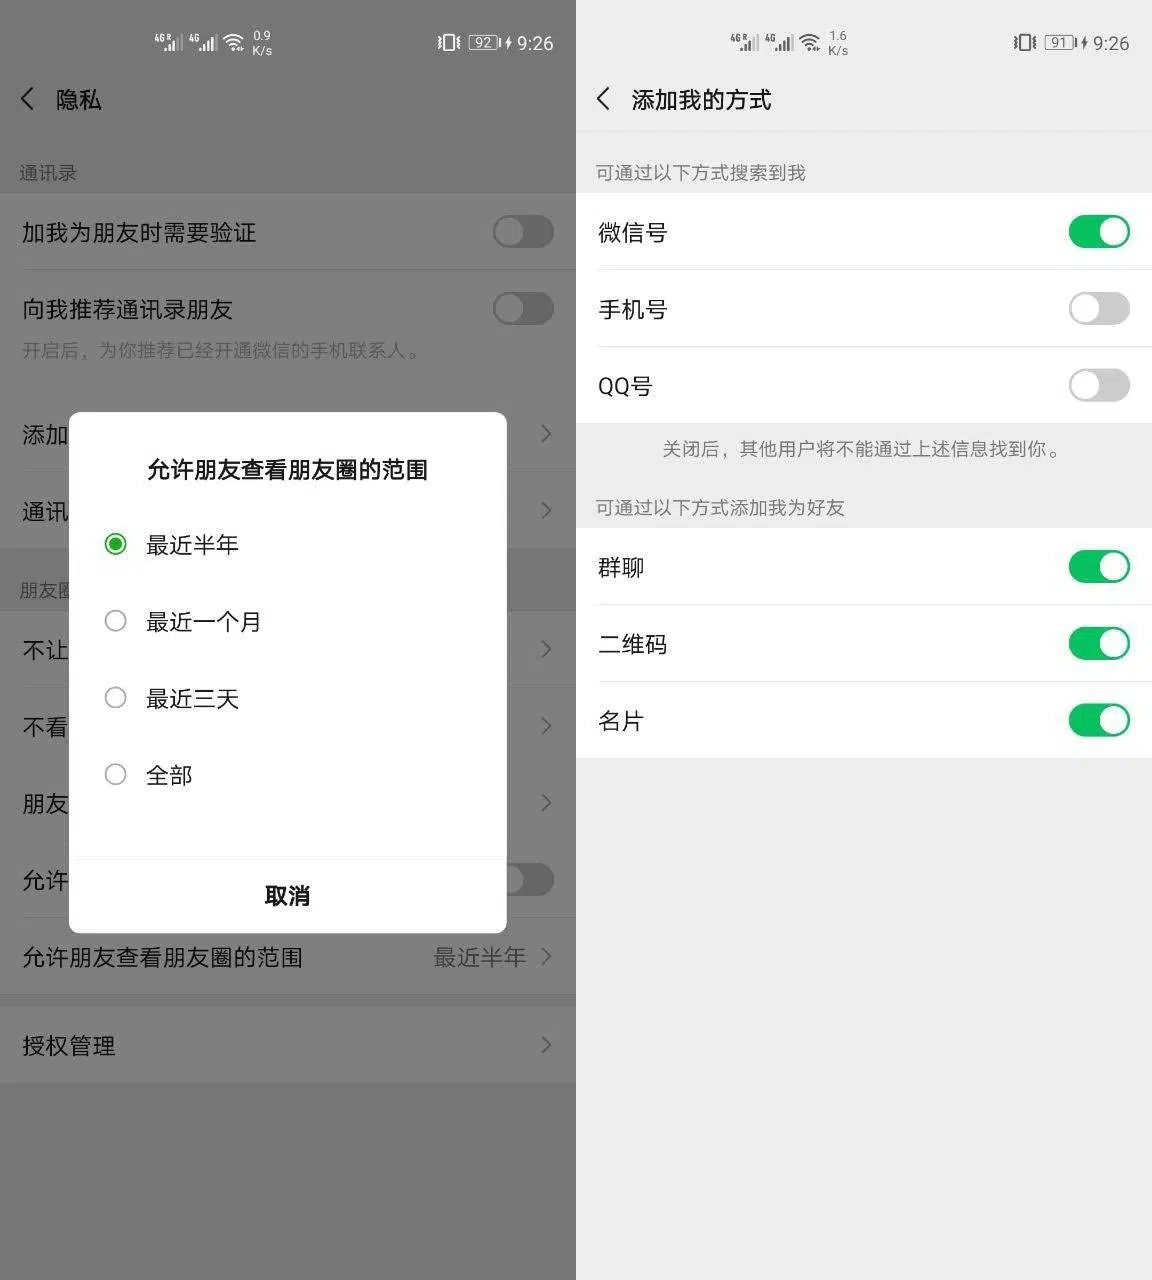 4G R 4G 0.9 K/s 92 9:26
隐私
通讯录
加我为朋友时需要验证
向我推荐通讯录朋友
开启后，为你推荐已经开通微信的手机联系人。
添加
通讯
朋友圈
不让
不看
朋友
允许
允许朋友查看朋友圈的范围 最近半年
授权管理
允许朋友查看朋友圈的范围
最近半年
最近一个月
最近三天
全部
取消
4G R 4G 1.6 K/s 91 9:26
添加我的方式
可通过以下方式搜索到我
微信号
手机号
QQ号
关闭后，其他用户将不能通过上述信息找到你。
可通过以下方式添加我为好友
群聊
二维码
名片